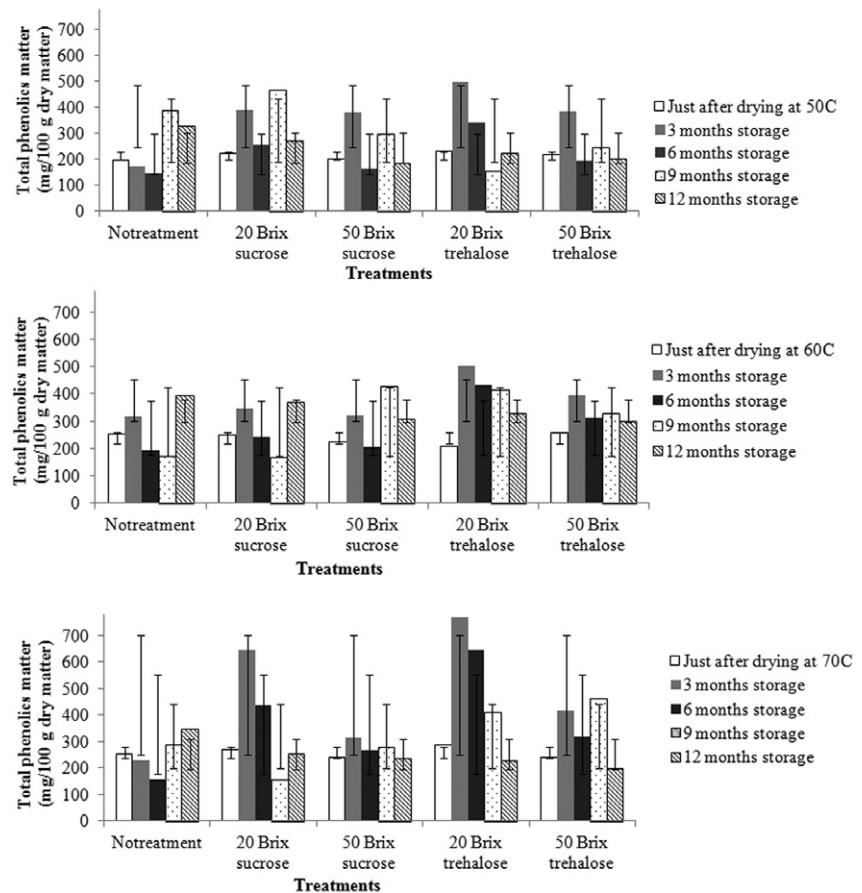 Total phenolics matter
(mg/100 g dry matter)
700
600
500
400
300
200
100
0
Notreatment
20 Brix
sucrose
50 Brix
sucrose
20 Brix
trehalose
50 Brix
trehalose
Treatments
Just after drying at 50C
3 months storage
6 months storage
9 months storage
12 months storage
Total phenolics matter
(mg/100 g dry matter)
700
600
500
400
300
200
100
0
Notreatment
20 Brix
sucrose
50 Brix
sucrose
20 Brix
trehalose
50 Brix
trehalose
Treatments
Just after drying at 60C
3 months storage
6 months storage
9 months storage
12 months storage
Total phenolics matter
(mg/100 g dry matter)
700
600
500
400
300
200
100
0
Notreatment
20 Brix
sucrose
50 Brix
sucrose
20 Brix
trehalose
50 Brix
trehalose
Treatments
Just after drying at 70C
3 months storage
6 months storage
9 months storage
12 months storage